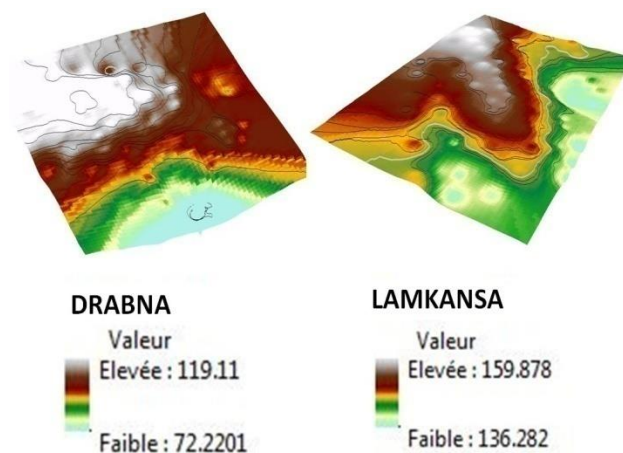 DRABNA
Valeur
Elevée : 119.11
Faible : 72.2201
LAMKANSA
Valeur
Elevée : 159.878
Faible : 136.282